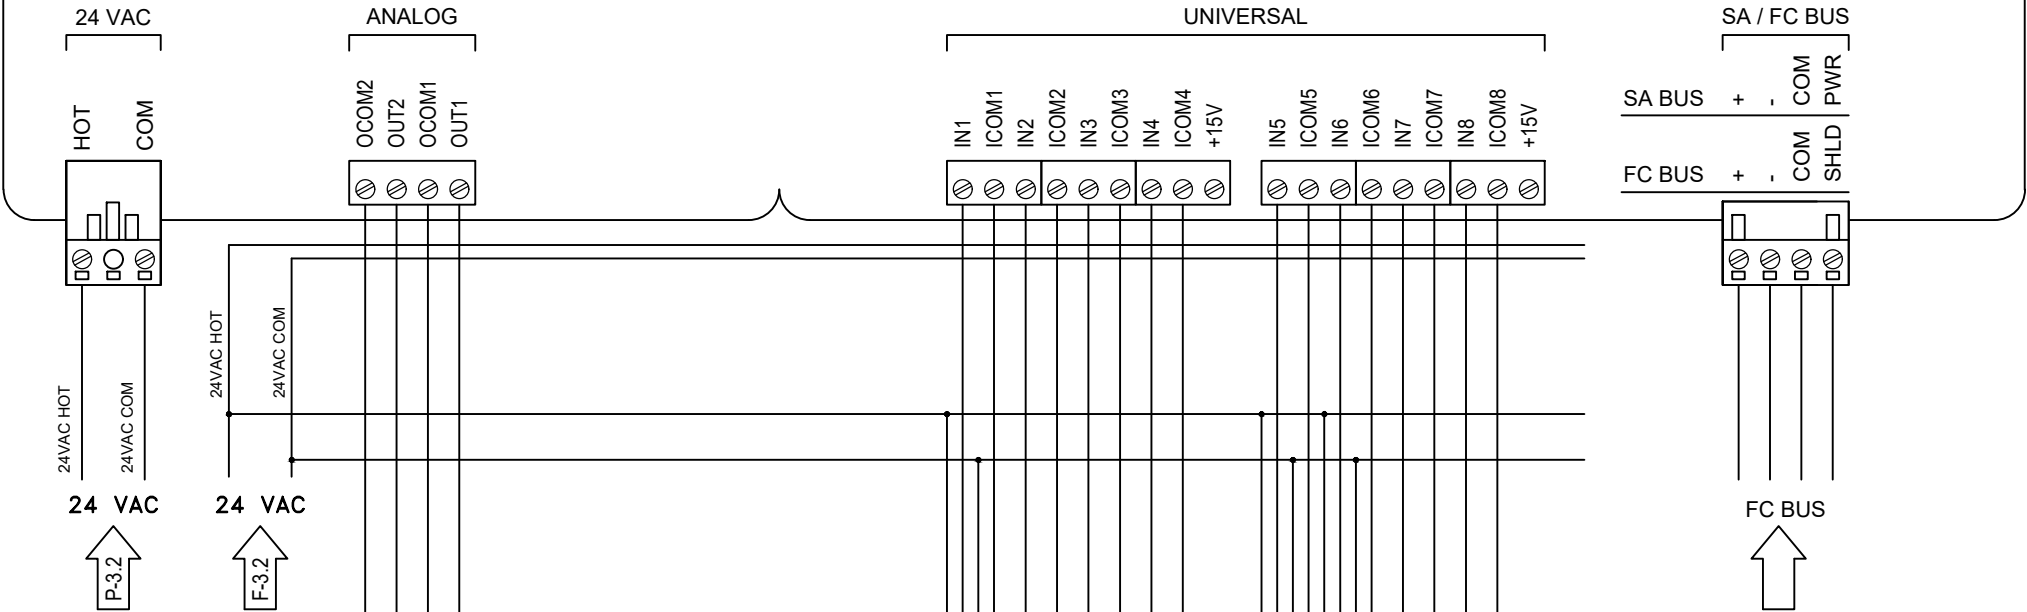 24 VAC
ANALOG
UNIVERSAL
SA / FC BUS
HOT
COM
OCOM2
OUT2
OCOM1
OUT1
IN1
ICOM1
IN2
ICOM2
IN3
ICOM3
IN4
ICOM4
+15V
IN5
ICOM5
IN6
ICOM6
IN7
ICOM7
IN8
ICOM8
+15V
SA BUS + - COM PWR
FC BUS + - COM SHLD
24VAC HOT
24VAC COM
24VAC HOT
24VAC COM
24 VAC
24 VAC
FC BUS
P-3.2
F-3.2